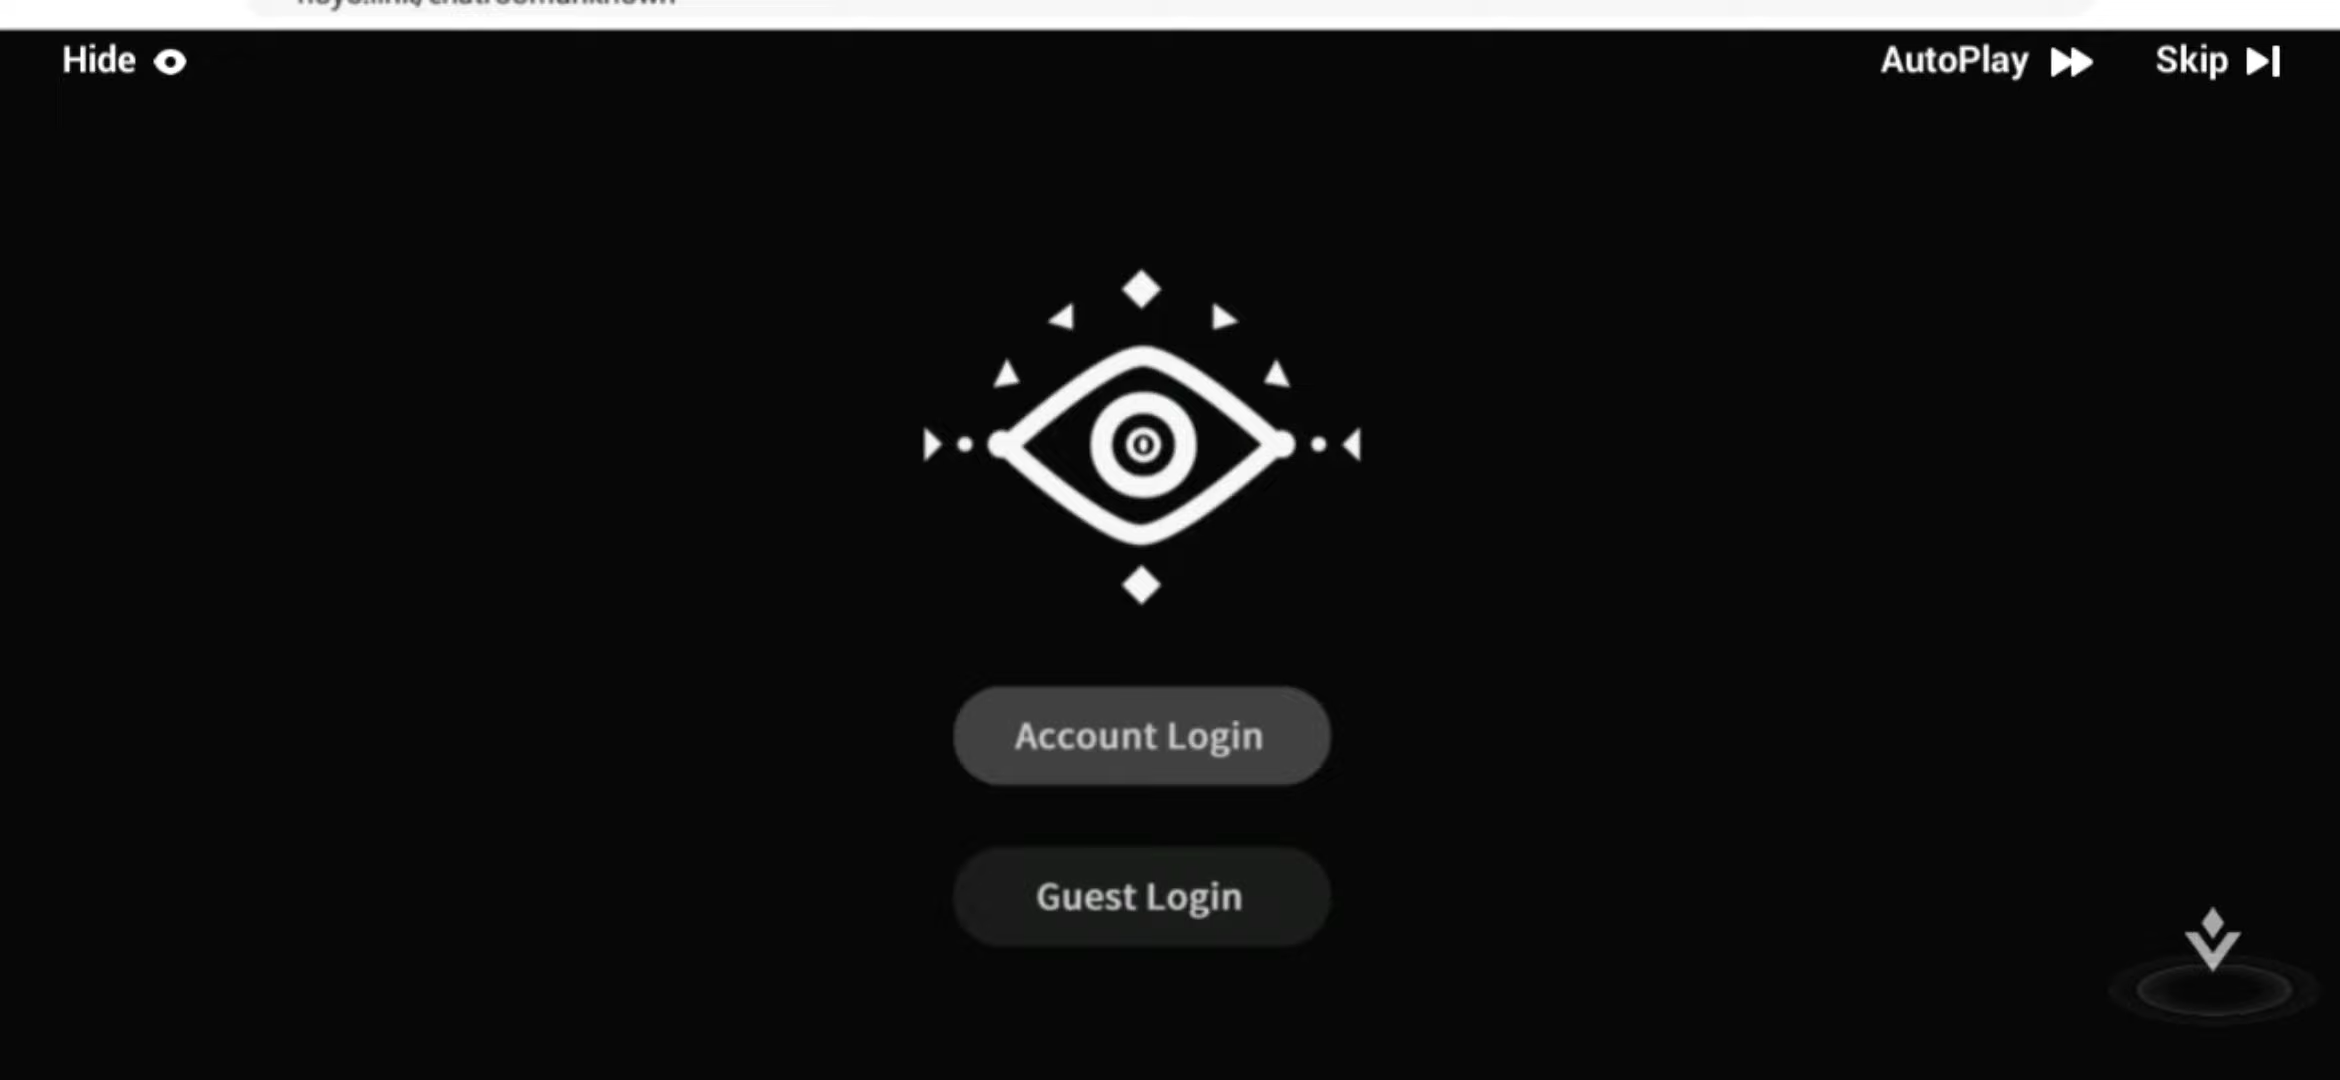 Hide
AutoPlay
Skip
Account Login
Guest Login